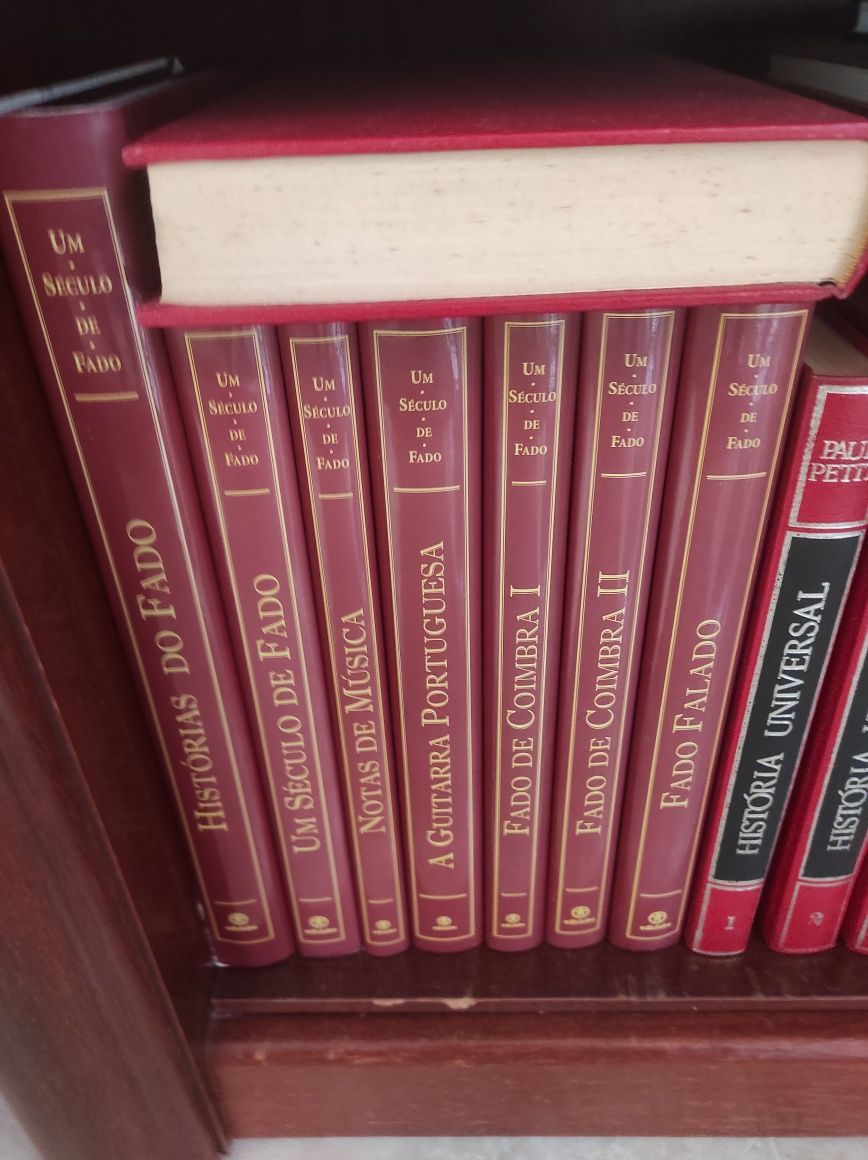 UM
SÉCULO
DE
FADO
HISTÓRIAS DO FADO
UM
SÉCULO
DE
FADO
UM SÉCULO DE FADO
UM
SÉCULO
DE
FADO
NOTAS DE MÚSICA
UM
SÉCULO
DE
FADO
A GUITARRA PORTUGUESA
UM
SÉCULO
DE
FADO
FADO DE COIMBRA I
UM
SÉCULO
DE
FADO
FADO DE COIMBRA II
UM
SÉCULO
DE
FADO
FADO FALADO
PAUL
PETI
HISTÓRIA UNIVERSAL
1
HISTÓRIA
2